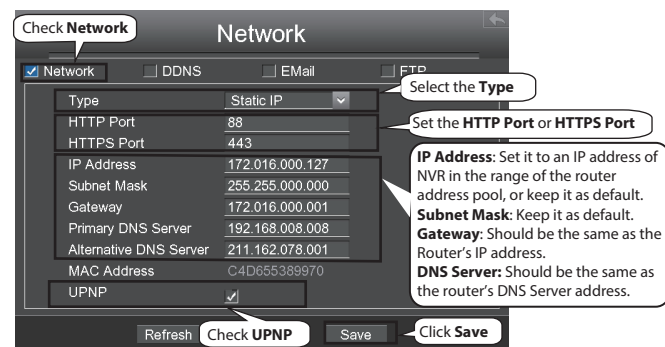 Check Network
Network
Network DDNS EMail FTP
Select the Type
Type Static IP
HTTP Port 88
Set the HTTP Port or HTTPS Port
HTTPS Port 443
IP Address 172.016.000.127
Subnet Mask 255.255.000.000
Gateway 172.016.000.001
Primary DNS Server 192.168.008.008
Alternative DNS Server 211.162.078.001
MAC Address C4D655389970
UPNP
IP Address: Set it to an IP address of
NVR in the range of the router
address pool, or keep it as default.
Subnet Mask: Keep it as default.
Gateway: Should be the same as the
Router's IP address.
DNS Server: Should be the same as
the router's DNS Server address.
Refresh Check UPNP Save Click Save